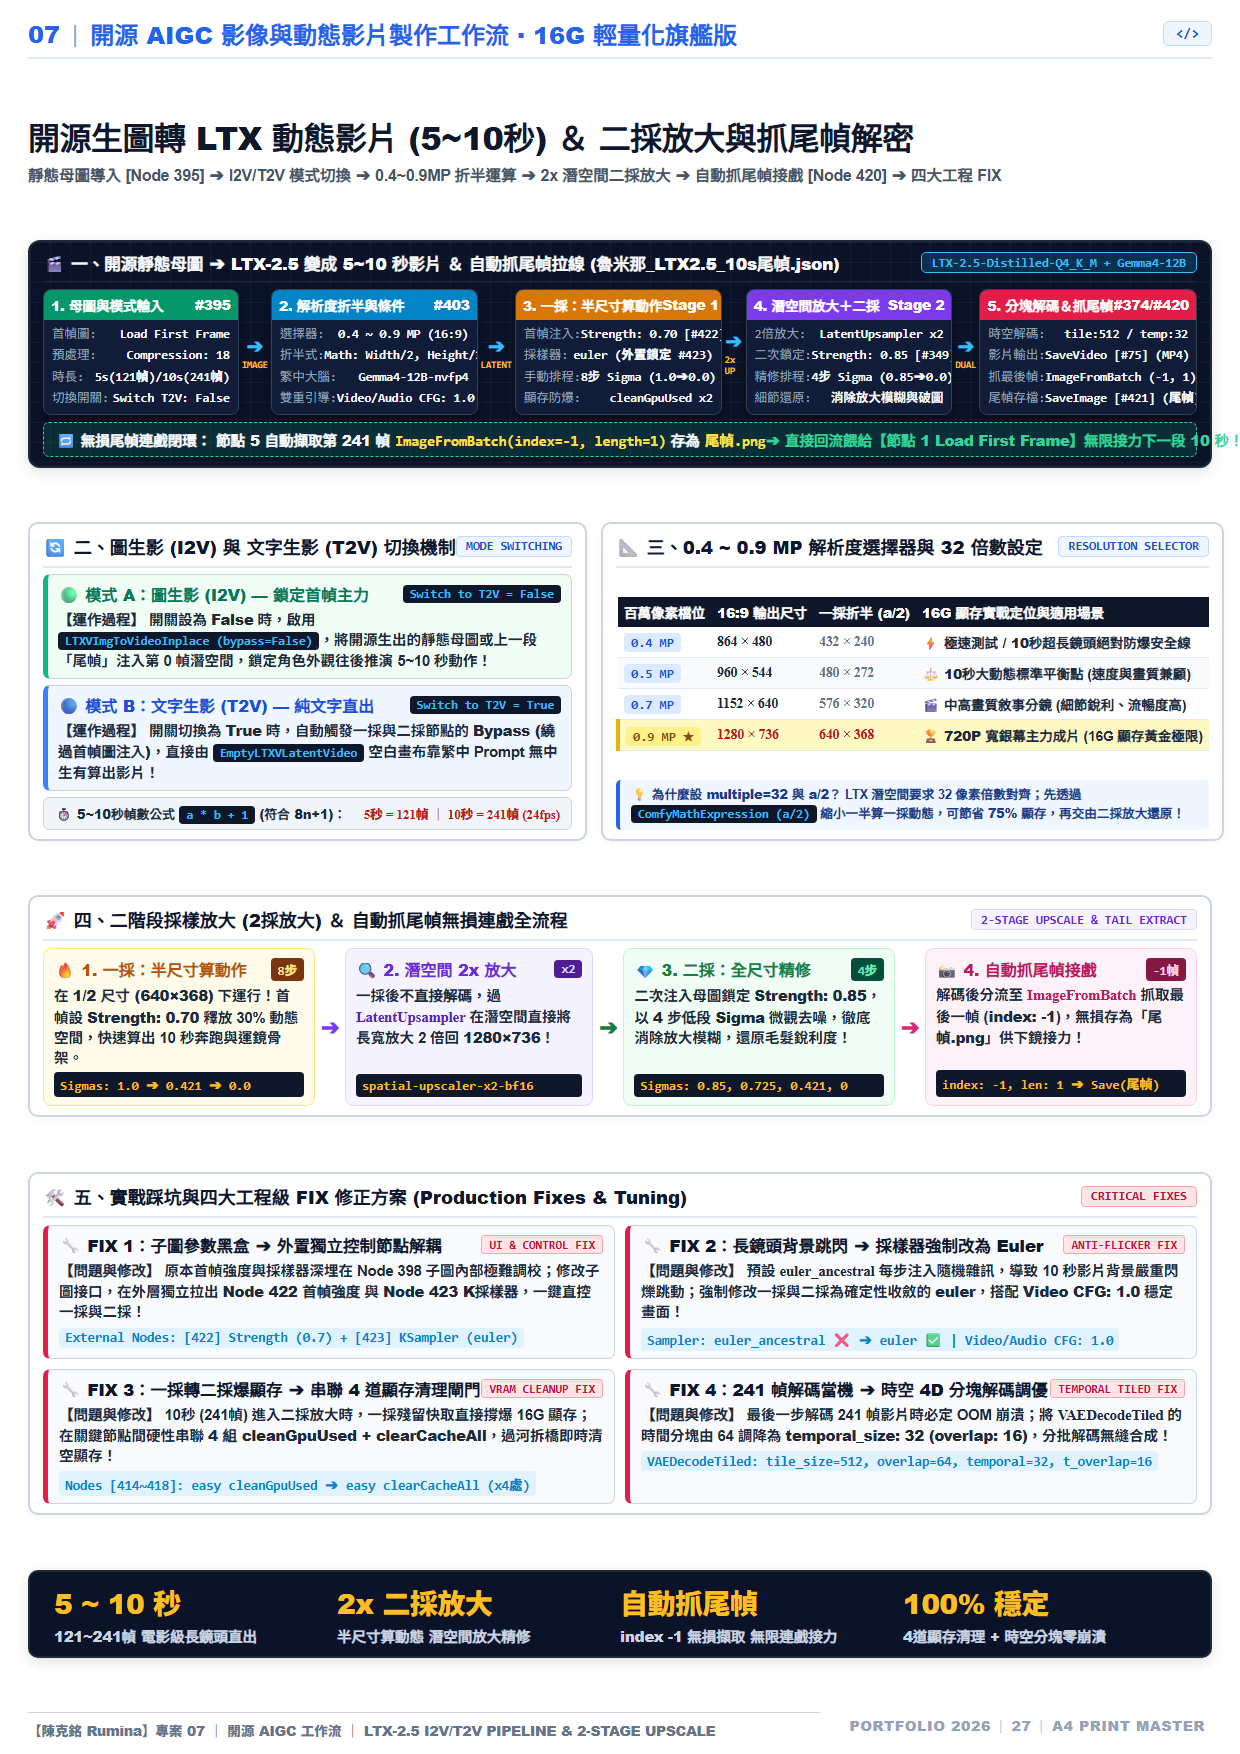 07 | 開源 AIGC 影像與動態影片製作工作流 · 16G 輕量化旗艦版
</>
開源生圖轉 LTX 動態影片 (5~10秒) & 二採放大與抓尾幀解密
靜態母圖導入 [Node 395] ➔ I2V/T2V 模式切換 ➔ 0.4~0.9MP 折半運算 ➔ 2x 潛空間二採放大 ➔ 自動抓尾幀接戲 [Node 420] ➔ 四大工程 FIX
🎬 一、開源靜態母圖 ➔ LTX-2.5 變成 5~10 秒影片 & 自動抓尾幀拉線 (魯米那_LTX2.5_10s尾幀.json)
LTX-2.5-Distilled-Q4_K_M + Gemma4-12B
1. 母圖與模式輸入 #395
首幀圖: Load First Frame
預處理: Compression: 18
時長: 5s(121幀)/10s(241幀)
切換開關: Switch T2V: False
➔
IMAGE
2. 解析度折半與條件 #403
選擇器: 0.4 ~ 0.9 MP (16:9)
折半式:Math: Width/2, Height/
繁中大腦: Gemma4-12B-nvfp4
雙重引導:Video/Audio CFG: 1.0
➔
LATENT
3. 一採：半尺寸算動作Stage 1
首幀注入:Strength: 0.70 [#422
採樣器: euler (外置鎖定 #423)
手動排程:8步 Sigma (1.0➔0.0)
顯存防爆: cleanGpuUsed x2
➔
2x
UP
4. 潛空間放大＋二採 Stage 2
2倍放大: LatentUpsampler x2
二次鎖定:Strength: 0.85 [#349
精修排程:4步 Sigma (0.85➔0.0)
細節還原: 消除放大模糊與破圖
➔
DUAL
5. 分塊解碼＆抓尾幀#374/#420
時空解碼: tile:512 / temp:32
影片輸出:SaveVideo [#75] (MP4)
抓最後幀:ImageFromBatch (-1, 1)
尾幀存檔:SaveImage [#421] (尾幀
🔁 無損尾幀連戲閉環： 節點 5 自動擷取第 241 幀 ImageFromBatch(index=-1, length=1) 存為 尾幀.png➔ 直接回流餵給【節點 1 Load First Frame】無限接力下一段 10 秒！
🔄 二、圖生影 (I2V) 與 文字生影 (T2V) 切換機制
MODE SWITCHING
🟢 模式 A：圖生影 (I2V) — 鎖定首幀主力 Switch to T2V = False
【運作過程】 開關設為 False 時，啟用
LTXVImgToVideoInplace (bypass=False) ，將開源生出的靜態母圖或上一段
「尾幀」注入第 0 幀潛空間，鎖定角色外觀往後推演 5~10 秒動作！
🔵 模式 B：文字生影 (T2V) — 純文字直出 Switch to T2V = True
【運作過程】 開關切換為 True 時，自動觸發一採與二採節點的 Bypass (繞
過首幀圖注入)，直接由 EmptyLTXVLatentVideo 空白畫布靠繁中 Prompt 無中
生有算出影片！
⏱️ 5~10秒幀數公式 a * b + 1 (符合 8n+1)： 5秒 = 121幀 | 10秒 = 241幀 (24fps)
📐 三、0.4 ~ 0.9 MP 解析度選擇器與 32 倍數設定
RESOLUTION SELECTOR
百萬像素檔位 16:9 輸出尺寸 一採折半 (a/2) 16G 顯存實戰定位與適用場景
0.4 MP 864 × 480 432 × 240 ⚡ 極速測試 / 10秒超長鏡頭絕對防爆安全線
0.5 MP 960 × 544 480 × 272 ⚖️ 10秒大動態標準平衡點 (速度與畫質兼顧)
0.7 MP 1152 × 640 576 × 320 🎬 中高畫質敘事分鏡 (細節銳利、流暢度高)
0.9 MP ★ 1280 × 736 640 × 368 🏆 720P 寬銀幕主力成片 (16G 顯存黃金極限)
💡 為什麼設 multiple=32 與 a/2？ LTX 潛空間要求 32 像素倍數對齊；先透過
ComfyMathExpression (a/2) 縮小一半算一採動態，可節省 75% 顯存，再交由二採放大還原！
🚀 四、二階段採樣放大 (2採放大) & 自動抓尾幀無損連戲全流程
2-STAGE UPSCALE & TAIL EXTRACT
🔥 1. 一採：半尺寸算動作 8步
在 1/2 尺寸 (640×368) 下運行！首
幀設 Strength: 0.70 釋放 30% 動態
空間，快速算出 10 秒奔跑與運鏡骨
架。
Sigmas: 1.0 ➔ 0.421 ➔ 0.0
➔
🔍 2. 潛空間 2x 放大 x2
一採後不直接解碼，過
LatentUpsampler 在潛空間直接將
長寬放大 2 倍回 1280×736！
spatial-upscaler-x2-bf16
➔
💎 3. 二採：全尺寸精修 4步
二次注入母圖鎖定 Strength: 0.85，
以 4 步低段 Sigma 微觀去噪，徹底
消除放大模糊，還原毛髮銳利度！
Sigmas: 0.85, 0.725, 0.421, 0
➔
📸 4. 自動抓尾幀接戲 -1幀
解碼後分流至 ImageFromBatch 抓取最
後一幀 (index: -1)，無損存為「尾
幀.png」供下鏡接力！
index: -1, len: 1 ➔ Save(尾幀)
🛠️ 五、實戰踩坑與四大工程級 FIX 修正方案 (Production Fixes & Tuning)
CRITICAL FIXES
🔧 FIX 1：子圖參數黑盒 ➔ 外置獨立控制節點解耦 UI & CONTROL FIX
【問題與修改】 原本首幀強度與採樣器深埋在 Node 398 子圖內部極難調校；修改子
圖接口，在外層獨立拉出 Node 422 首幀強度 與 Node 423 K採樣器，一鍵直控
一採與二採！
External Nodes: [422] Strength (0.7) + [423] KSampler (euler)
🔧 FIX 2：長鏡頭背景跳閃 ➔ 採樣器強制改為 Euler ANTI-FLICKER FIX
【問題與修改】 預設 euler_ancestral 每步注入隨機雜訊，導致 10 秒影片背景嚴重閃
爍跳動；強制修改一採與二採為確定性收斂的 euler，搭配 Video CFG: 1.0 穩定
畫面！
Sampler: euler_ancestral ❌ ➔ euler ✅ | Video/Audio CFG: 1.0
🔧 FIX 3：一採轉二採爆顯存 ➔ 串聯 4 道顯存清理閘門 VRAM CLEANUP FIX
【問題與修改】 10秒 (241幀) 進入二採放大時，一採殘留快取直接撐爆 16G 顯存；
在關鍵節點間硬性串聯 4 組 cleanGpuUsed + clearCacheAll，過河拆橋即時清
空顯存！
Nodes [414~418]: easy cleanGpuUsed ➔ easy clearCacheAll (x4處)
🔧 FIX 4：241 幀解碼當機 ➔ 時空 4D 分塊解碼調優 TEMPORAL TILED FIX
【問題與修改】 最後一步解碼 241 幀影片時必定 OOM 崩潰；將 VAEDecodeTiled 的
時間分塊由 64 調降為 temporal_size: 32 (overlap: 16)，分批解碼無縫合成！
VAEDecodeTiled: tile_size=512, overlap=64, temporal=32, t_overlap=16
5 ~ 10 秒
121~241幀 電影級長鏡頭直出
2x 二採放大
半尺寸算動態 潛空間放大精修
自動抓尾幀
index -1 無損擷取 無限連戲接力
100% 穩定
4道顯存清理 + 時空分塊零崩潰
【陳克銘 Rumina】專案 07 | 開源 AIGC 工作流 | LTX-2.5 I2V/T2V PIPELINE & 2-STAGE UPSCALE
PORTFOLIO 2026 | 27 | A4 PRINT MASTER